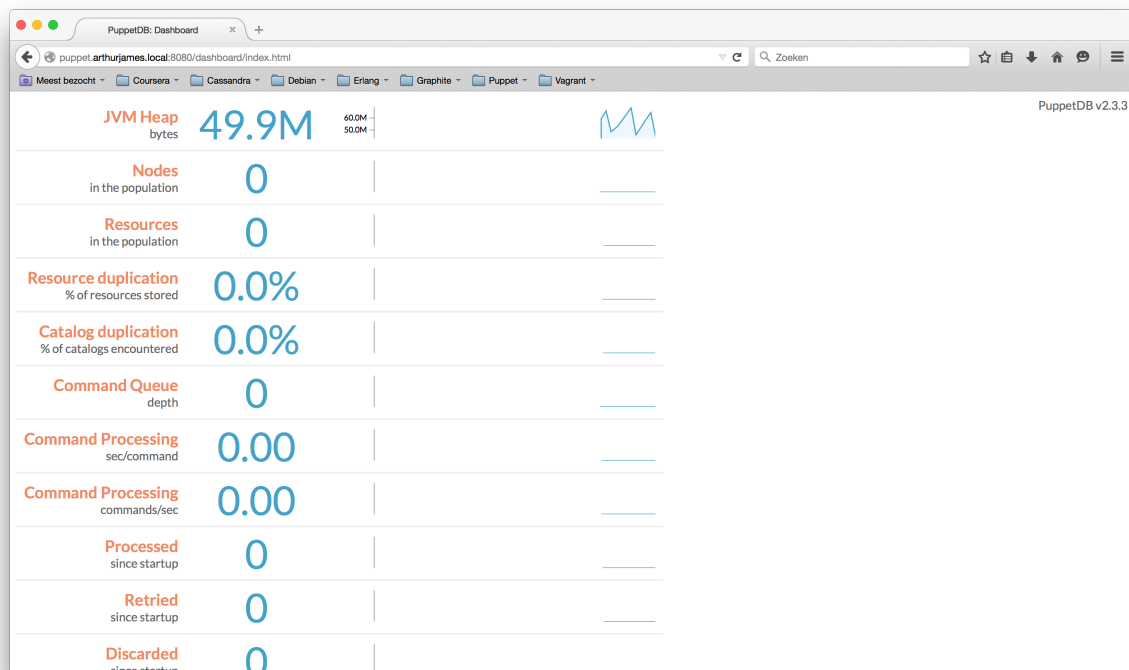 PuppetDB: Dashboard
puppet.arthurjames.local:8080/dashboard/index.html
Zoeken
Meest bezocht Coursera Cassandra Debian Erlang Graphite Puppet Vagrant
PuppetDB v2.3.3
JVM Heap
bytes
49.9M
60.0M
50.0M
Nodes
in the population
0
Resources
in the population
0
Resource duplication
% of resources stored
0.0%
Catalog duplication
% of catalogs encountered
0.0%
Command Queue
depth
0
Command Processing
sec/command
0.00
Command Processing
commands/sec
0.00
Processed
since startup
0
Retried
since startup
0
Discarded
since startup
0